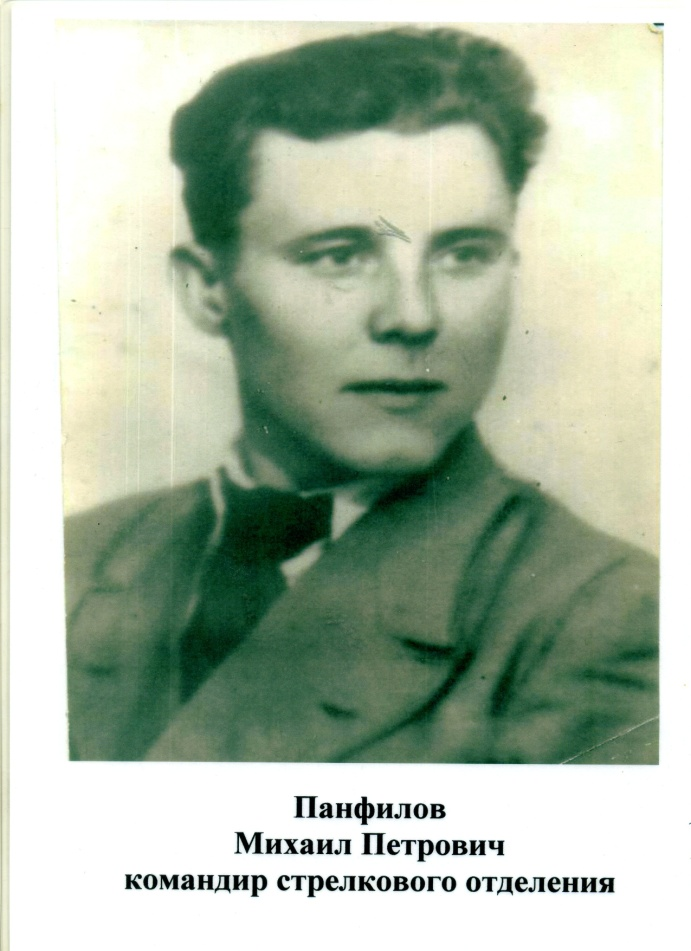 Панфилов
Михаил Петрович
командир стрелкового отделения